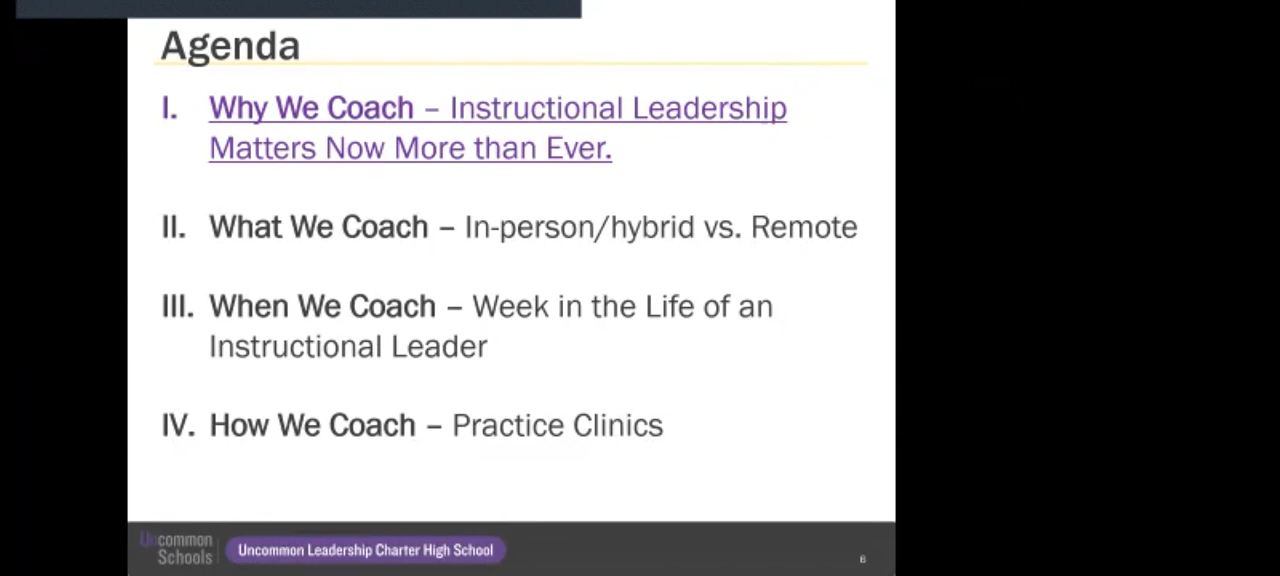 Agenda
I. Why We Coach – Instructional Leadership
Matters Now More than Ever.
II. What We Coach – In-person/hybrid vs. Remote
III. When We Coach – Week in the Life of an
Instructional Leader
IV. How We Coach – Practice Clinics
Uncommon
Schools
Uncommon Leadership Charter High School
6